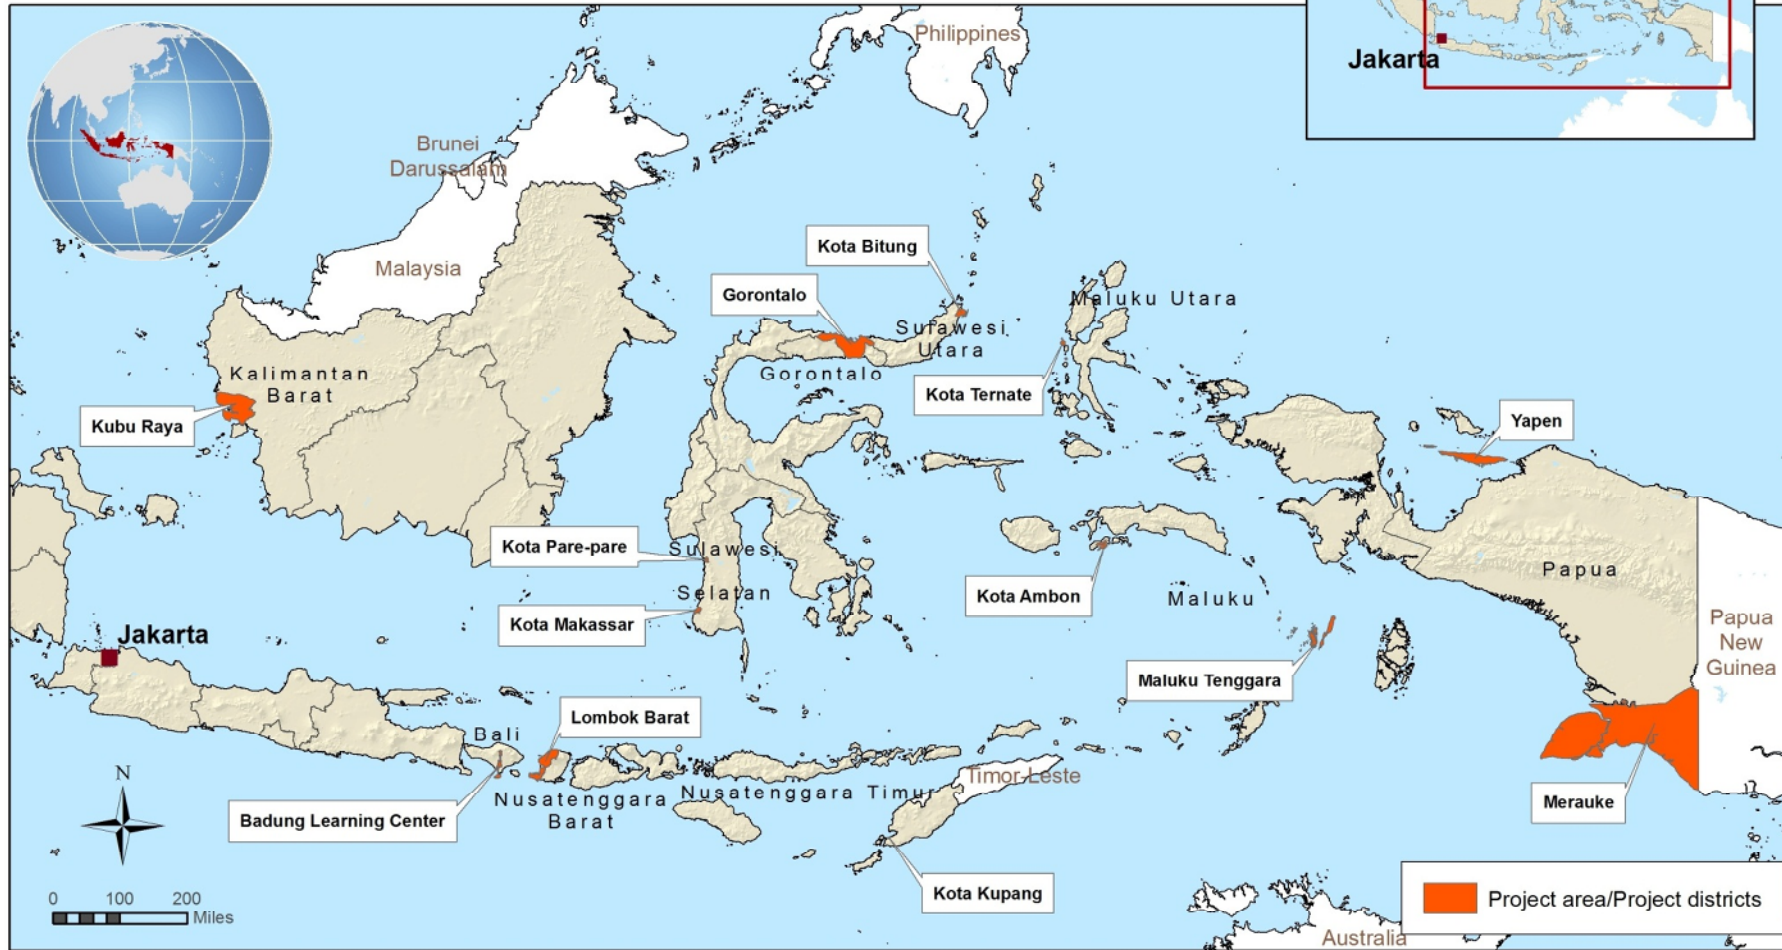 Philippines
Jakarta
Brunei
Darussalam
Kota Bitung
Malaysia
Gorontalo
Maluku Utara
Sulawesi
Utara
Kalimantan
Barat
Gorontalo
Kota Ternate
Kubu Raya
Yapen
Kota Pare-pare
Sulawesi
Selatan
Kota Ambon
Maluku
Papua
Kota Makassar
Jakarta
Papua
New
Guinea
Maluku Tenggara
Lombok Barat
Bali
Timor-Leste
N
Nusatenggara
Barat
Nusatenggara Timur
Merauke
Badung Learning Center
Kota Kupang
0 100 200
Miles
Project area/Project districts
Australia